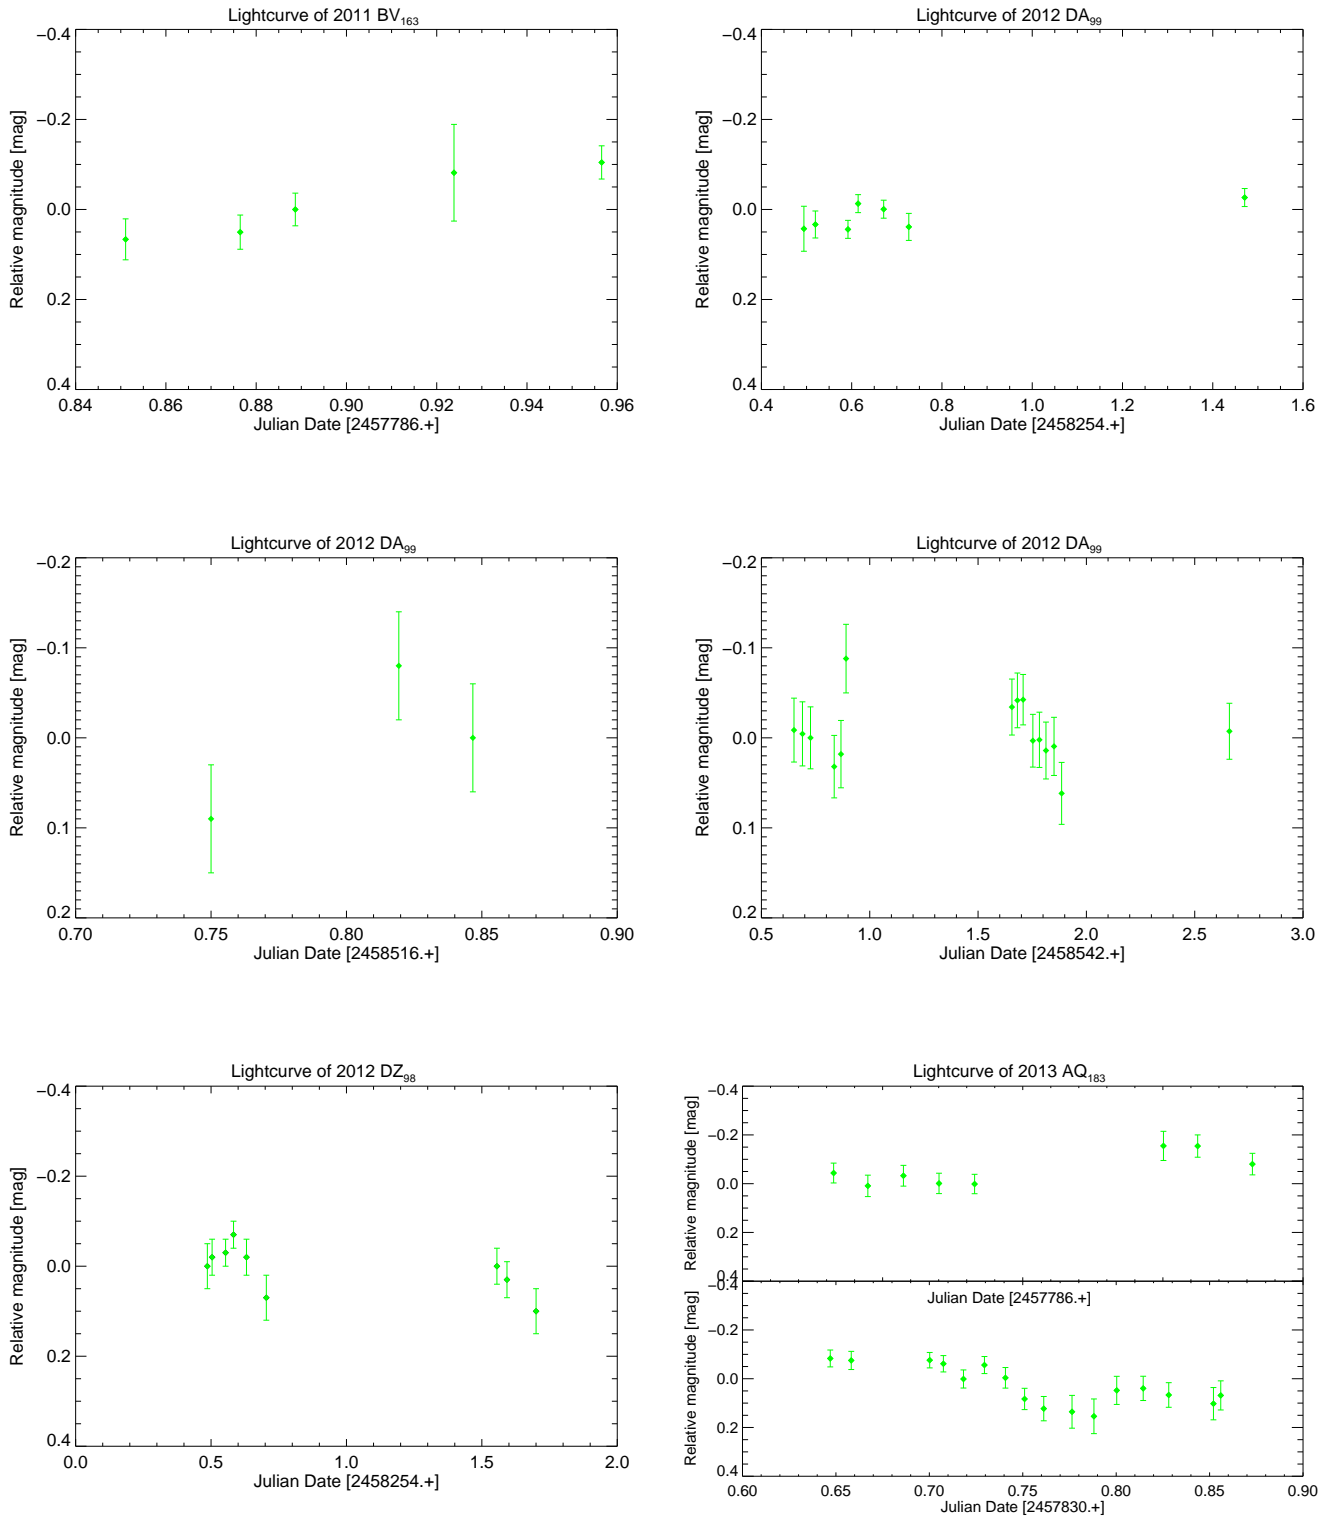 Lightcurve of 2011 BV₁₆₃
−0.4
−0.2
0.0
0.2
0.4
Relative magnitude [mag]
0.84 0.86 0.88 0.90 0.92 0.94 0.96
Julian Date [2457786.+]
Lightcurve of 2012 DA₉₉
−0.4
−0.2
0.0
0.2
0.4
Relative magnitude [mag]
0.4 0.6 0.8 1.0 1.2 1.4 1.6
Julian Date [2458254.+]
Lightcurve of 2012 DA₉₉
−0.2
−0.1
0.0
0.1
0.2
Relative magnitude [mag]
0.70 0.75 0.80 0.85 0.90
Julian Date [2458516.+]
Lightcurve of 2012 DA₉₉
−0.2
−0.1
0.0
0.1
0.2
Relative magnitude [mag]
0.5 1.0 1.5 2.0 2.5 3.0
Julian Date [2458542.+]
Lightcurve of 2012 DZ₉₈
−0.4
−0.2
0.0
0.2
0.4
Relative magnitude [mag]
0.0 0.5 1.0 1.5 2.0
Julian Date [2458254.+]
Lightcurve of 2013 AQ₁₈₃
−0.4
−0.2
0.0
0.2
0.4
Relative magnitude [mag]
Julian Date [2457786.+]
−0.4
−0.2
0.0
0.2
0.4
Relative magnitude [mag]
0.60 0.65 0.70 0.75 0.80 0.85 0.90
Julian Date [2457830.+]